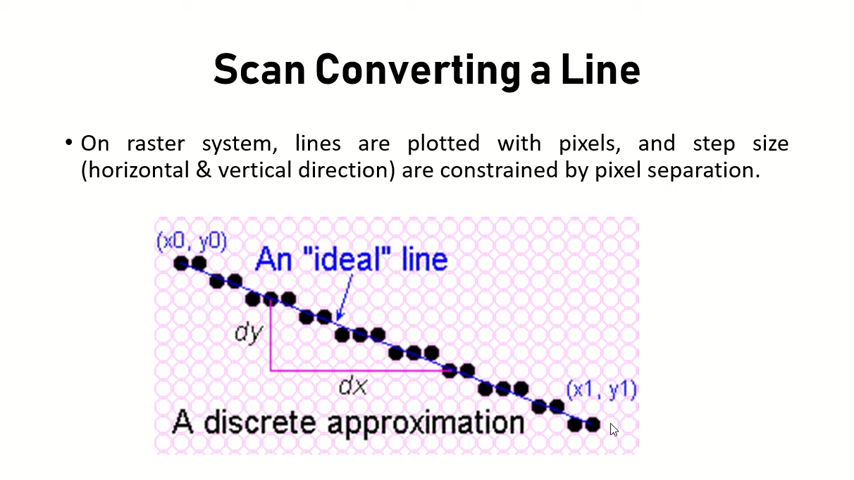 Scan Converting a Line
• On raster system, lines are plotted with pixels, and step size
(horizontal & vertical direction) are constrained by pixel separation.
(x0, y0)
An "ideal" line
dy
dx
(x1, y1)
A discrete approximation